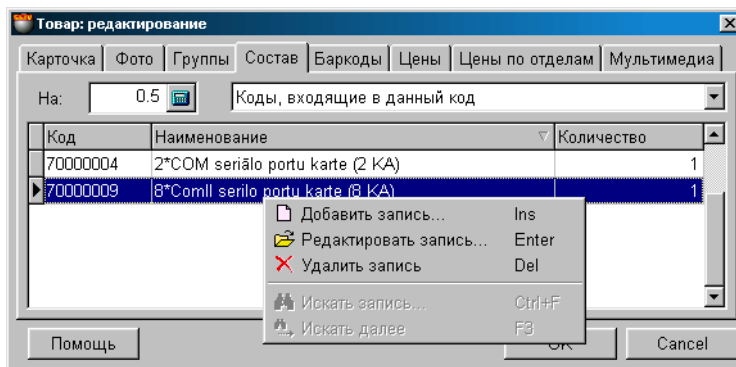 Товар: редактирование
Карточка Фото Группы Состав Баркоды Цены Цены по отделам Мультимедиа
На: 0.5 Коды, входящие в данный код
Код Наименование Количество
70000004 2*COM seriālo portu karte (2 KA) 1
70000009 8*ComII serilo portu karte (8 KA) 1
Добавить запись... Ins
Редактировать запись... Enter
Удалить запись Del
Искать запись... Ctrl+F
Искать далее F3
Помощь OK Cancel